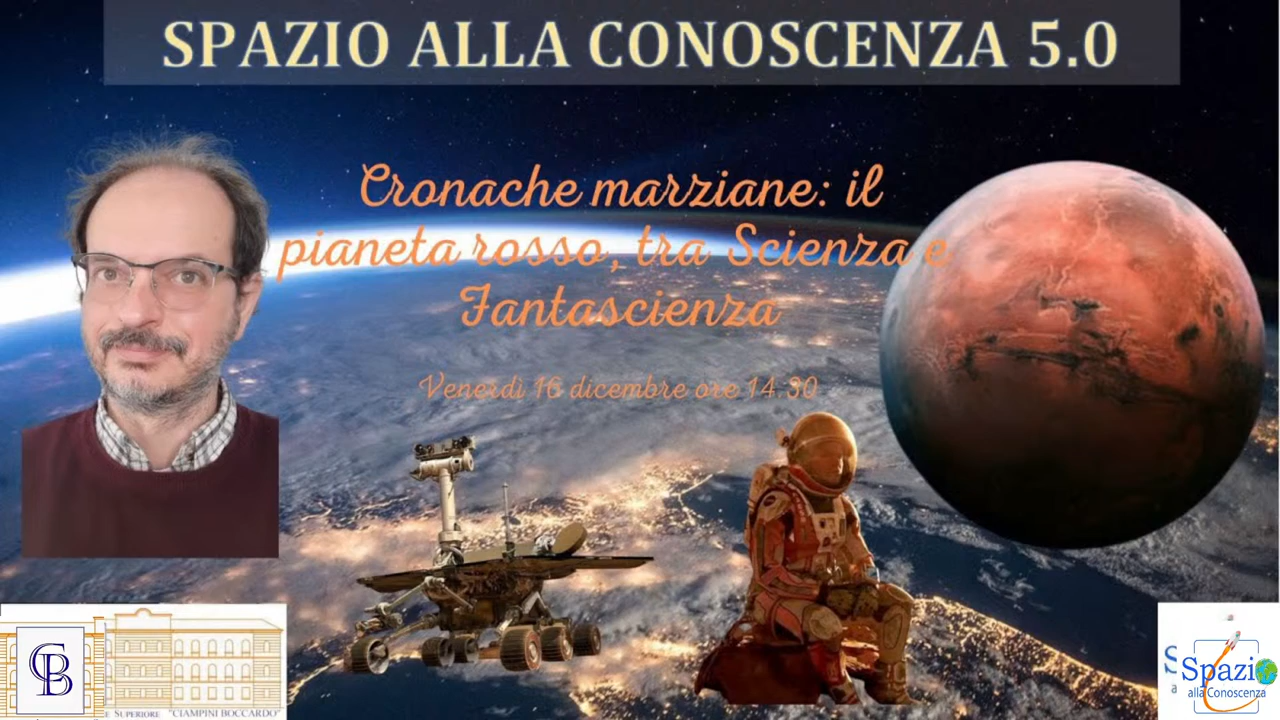 SPAZIO ALLA CONOSCENZA 5.0
Cronache marziane: il
pianeta rosso, tra Scienza e
Fantascienza
Venerdì 16 dicembre ore 14.30
CB
E SUPERIORE "CIAMPINI BOCCARDO"
S
Spazio
alla Conoscenza